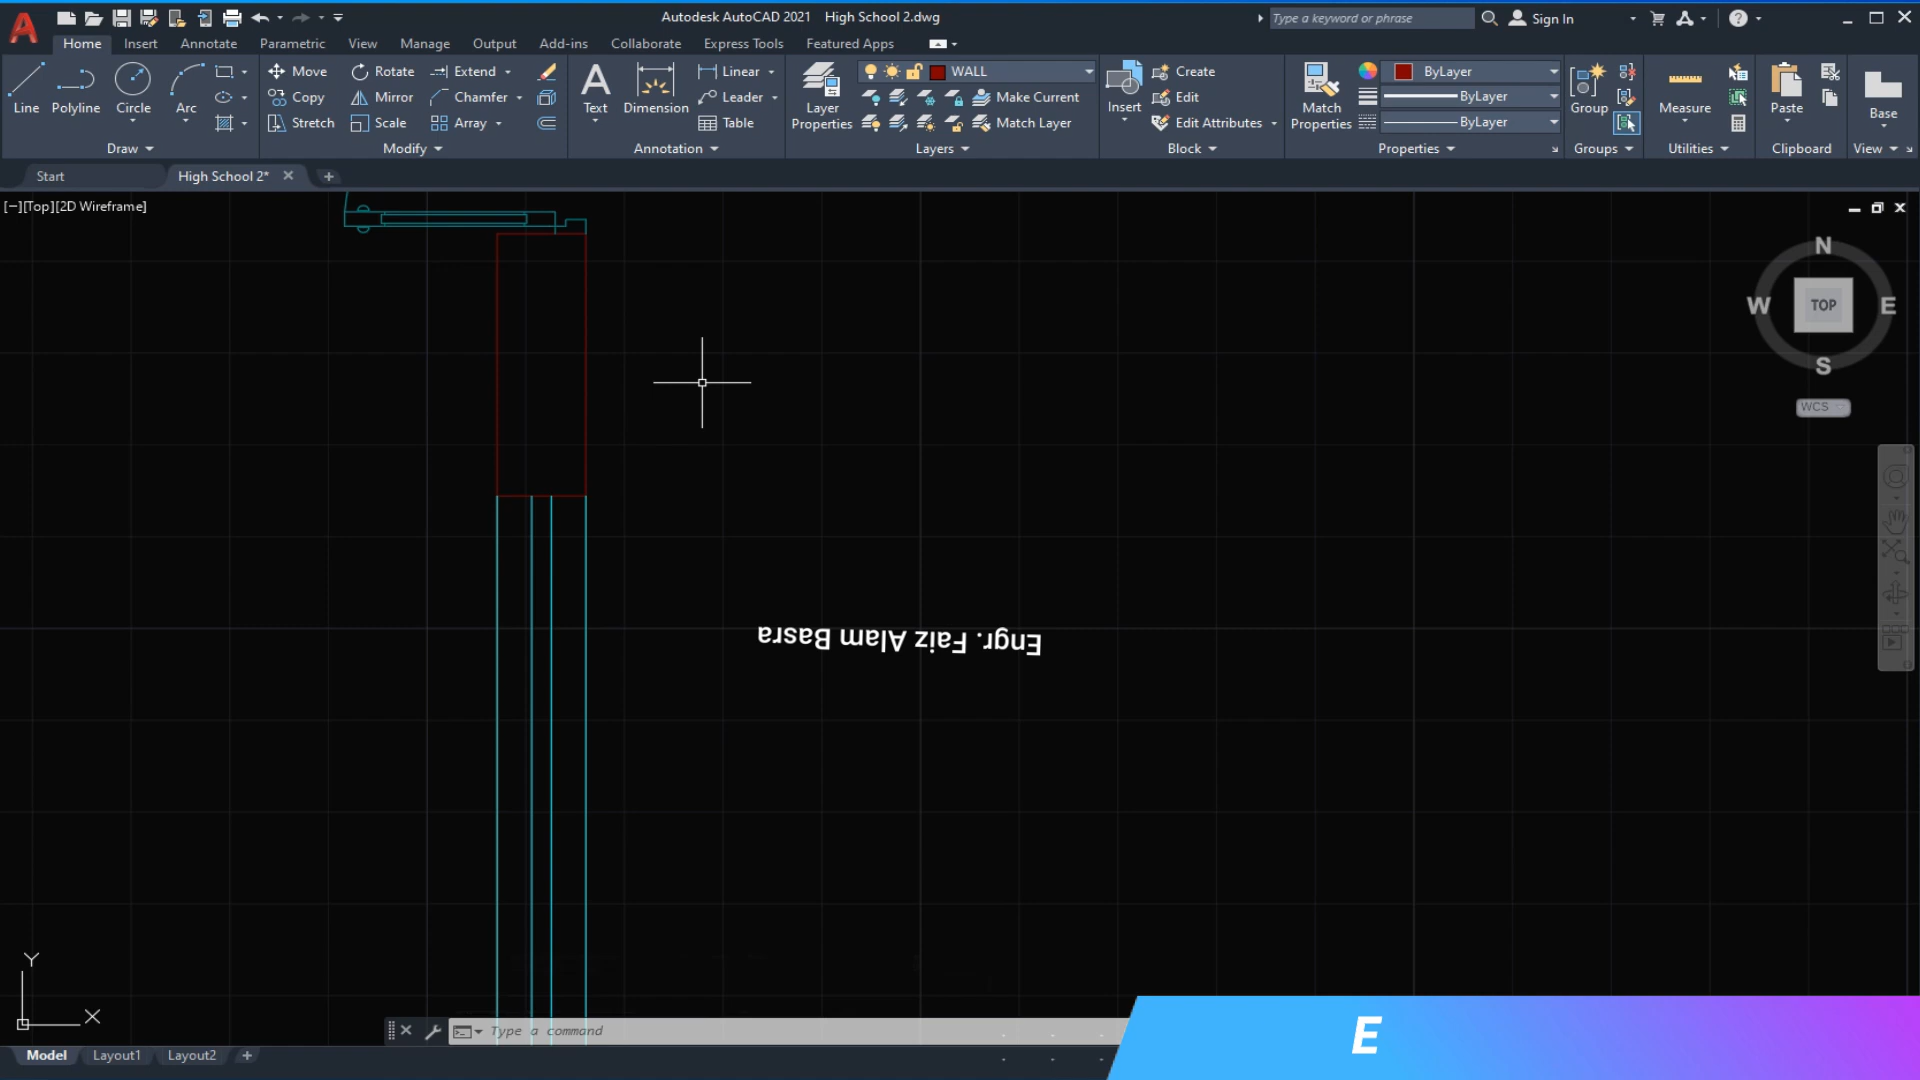 Autodesk AutoCAD 2021 High School 2.dwg
Type a keyword or phrase
Sign In
Home Insert Annotate Parametric View Manage Output Add-ins Collaborate Express Tools Featured Apps
Line Polyline Circle Arc
Move Rotate Extend
Copy Mirror Chamfer
Stretch Scale Array
Text Dimension
Linear
Leader
Table
Layer Properties
WALL
Make Current
Match Layer
Insert
Create
Edit
Edit Attributes
Match Properties
ByLayer
ByLayer
ByLayer
Group
Measure
Paste
Base
Draw Modify Annotation Layers Block Properties Groups Utilities Clipboard View
Start High School 2*
[−][Top][2D Wireframe]
N
W TOP E
S
WCS
Engr. Faiz Alam Basra
Y
X
Type a command
E
Model Layout1 Layout2